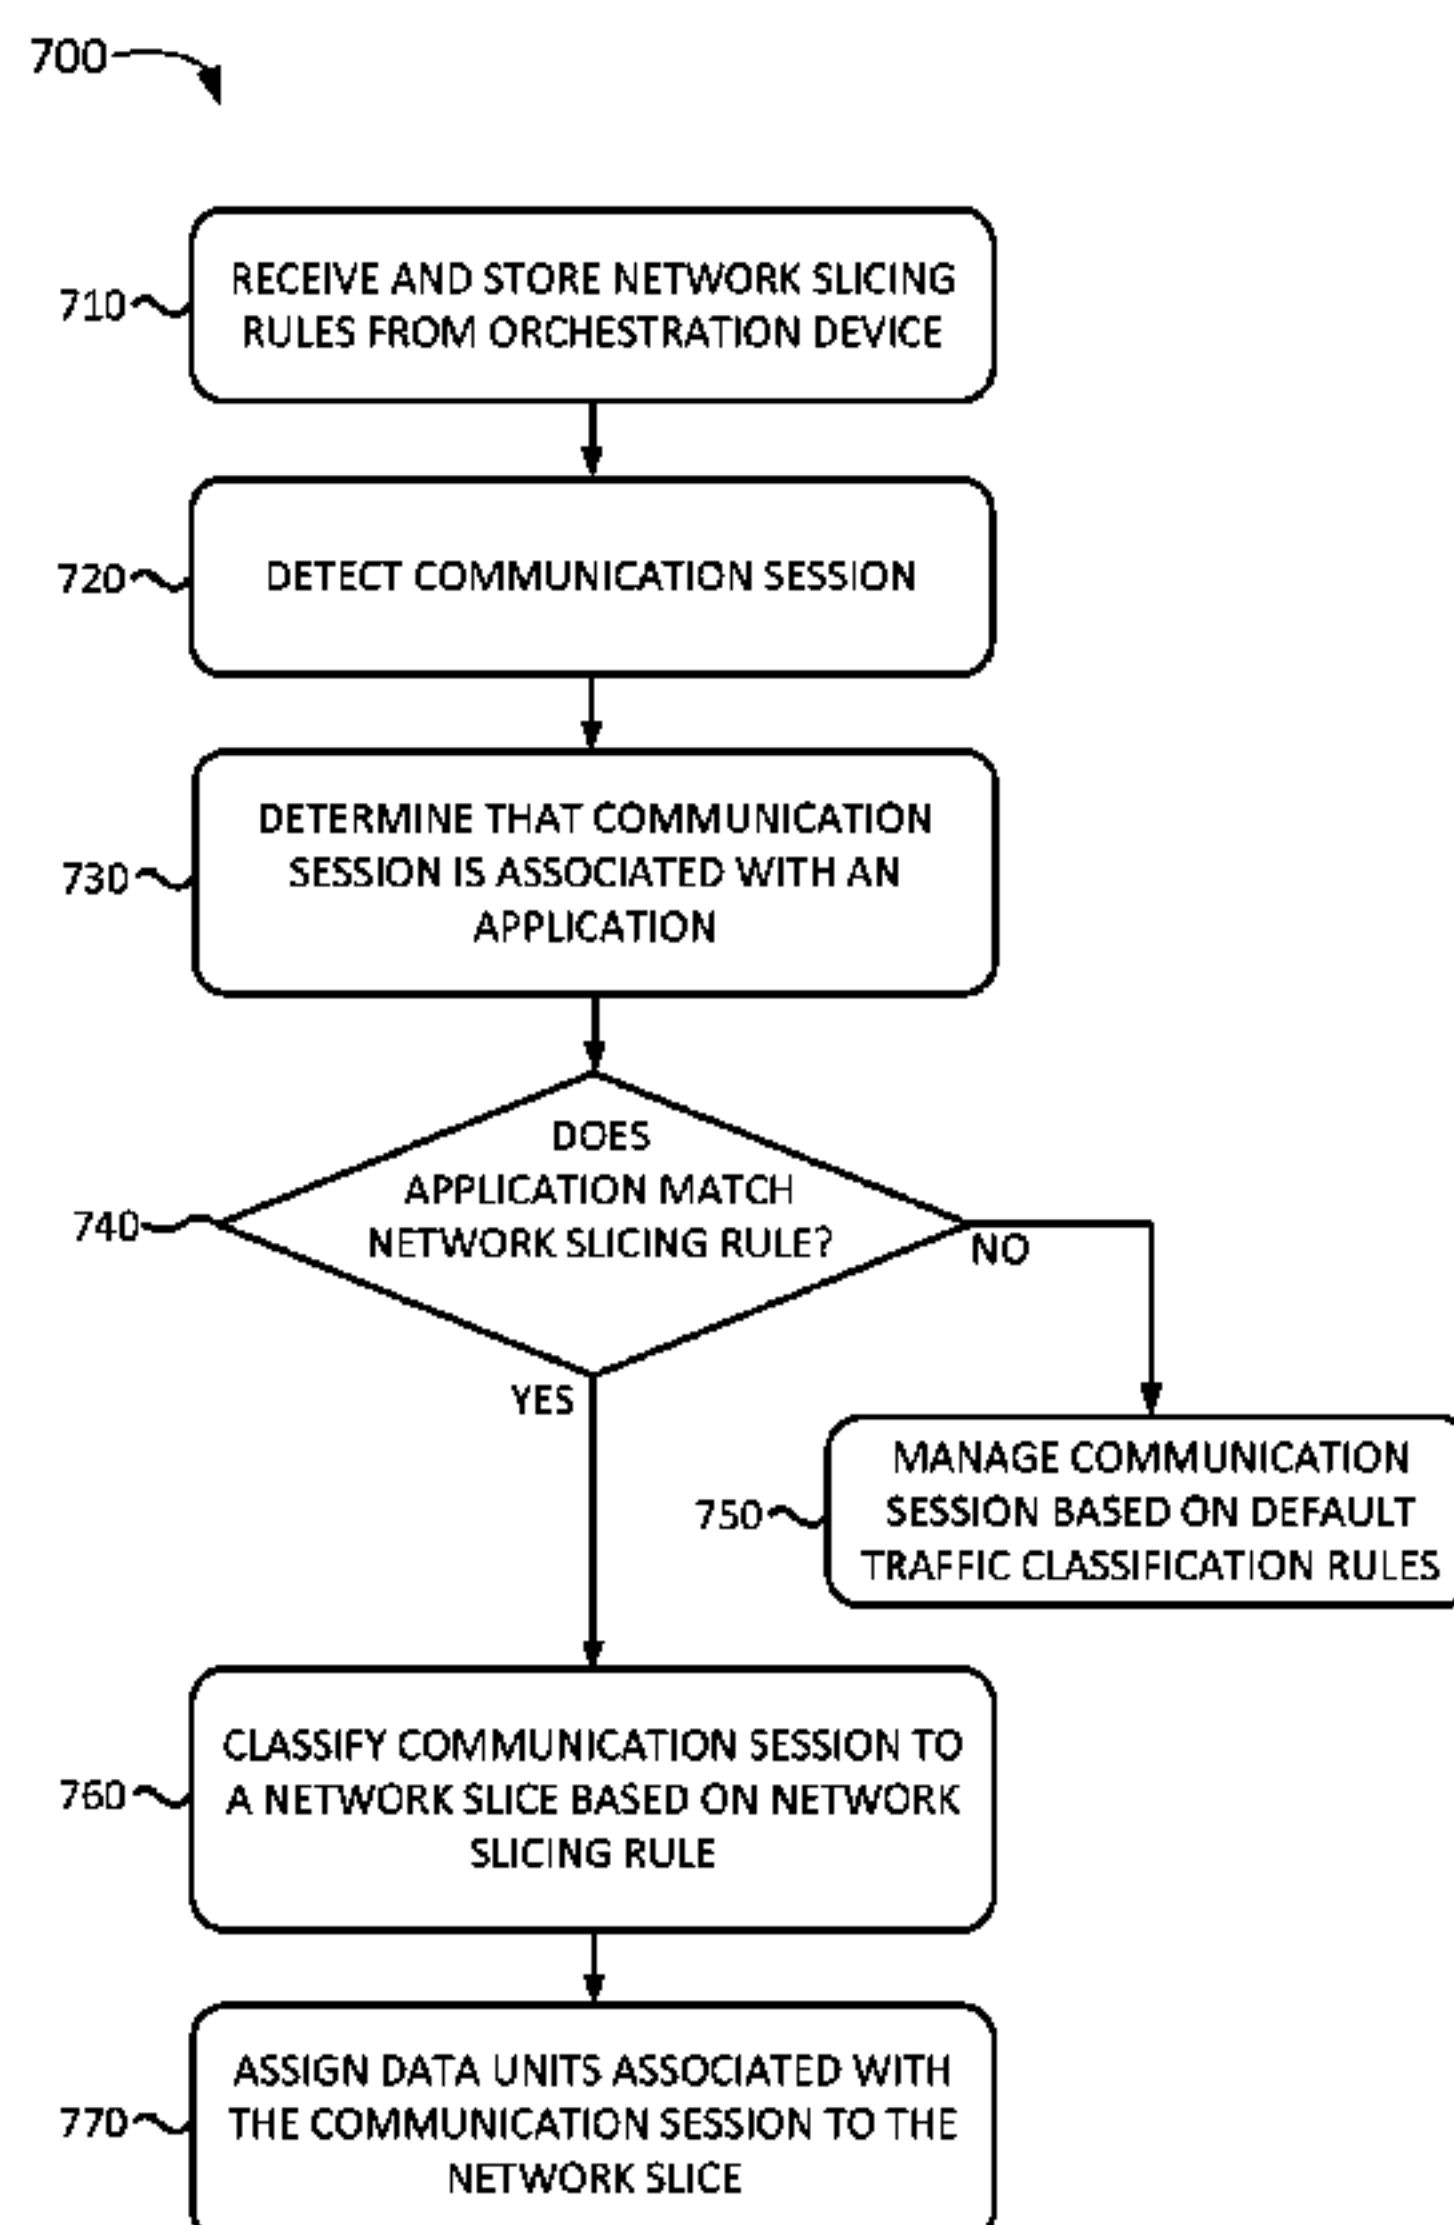 700
710
RECEIVE AND STORE NETWORK SLICING
RULES FROM ORCHESTRATION DEVICE
720
DETECT COMMUNICATION SESSION
730
DETERMINE THAT COMMUNICATION
SESSION IS ASSOCIATED WITH AN
APPLICATION
740
DOES
APPLICATION MATCH
NETWORK SLICING RULE?
NO
YES
750
MANAGE COMMUNICATION
SESSION BASED ON DEFAULT
TRAFFIC CLASSIFICATION RULES
760
CLASSIFY COMMUNICATION SESSION TO
A NETWORK SLICE BASED ON NETWORK
SLICING RULE
770
ASSIGN DATA UNITS ASSOCIATED WITH
THE COMMUNICATION SESSION TO THE
NETWORK SLICE